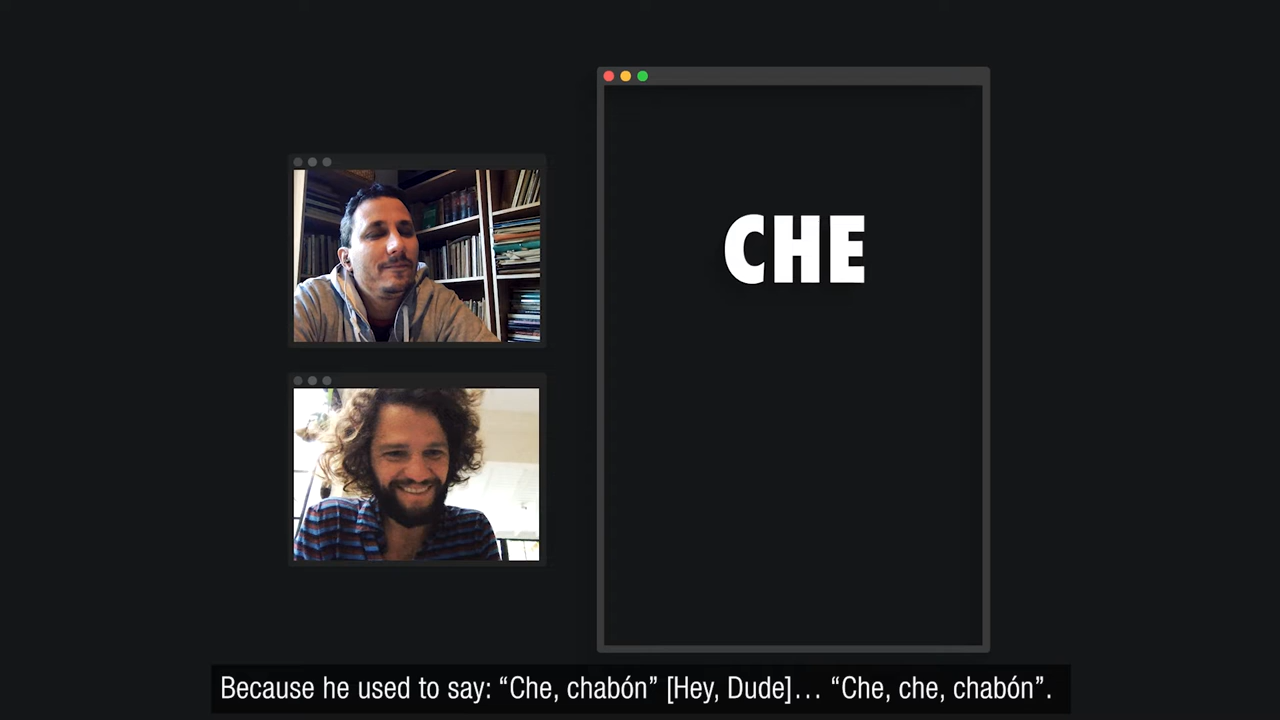 CHE
Because he used to say: “Che, chabón” [Hey, Dude]… “Che, che, chabón”.